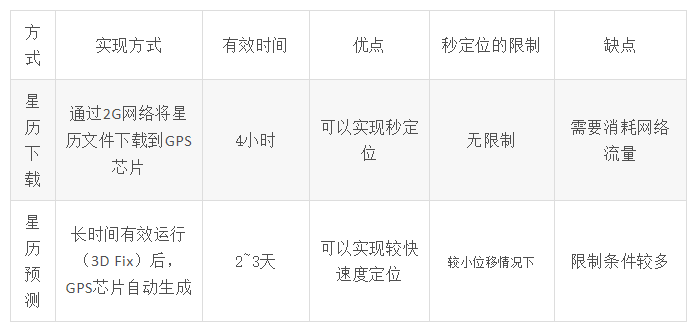 方
式
实现方式
有效时间
优点
秒定位的限制
缺点
星
历
下
载
通过2G网络将星
历文件下载到GPS
芯片
4小时
可以实现秒定
位
无限制
需要消耗网络
流量
星
历
预
测
长时间有效运行
（3D Fix）后，
GPS芯片自动生成
2~3天
可以实现较快
速度定位
较小位移情况下
限制条件较多